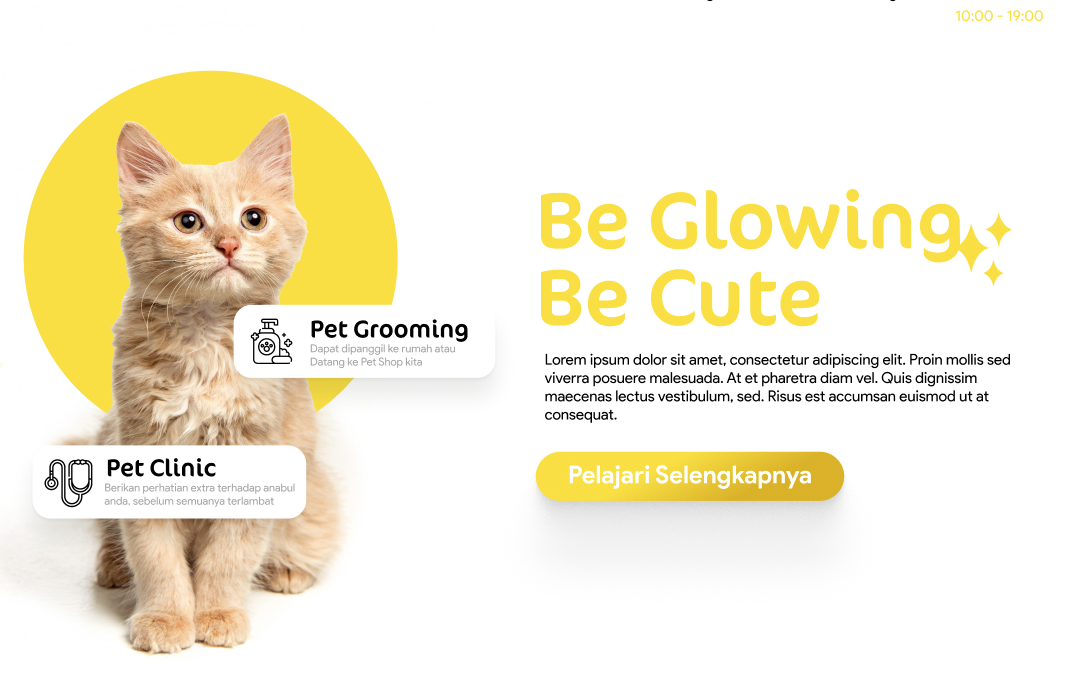 10:00 - 19:00
Be Glowing
Be Cute
Pet Grooming
Dapat dipanggil ke rumah atau
Datang ke Pet Shop kita
Lorem ipsum dolor sit amet, consectetur adipiscing elit. Proin mollis sed
viverra posuere malesuada. At et pharetra diam vel. Quis dignissim
maecenas lectus vestibulum, sed. Risus est accumsan euismod ut at
consequat.
Pet Clinic
Berikan perhatian extra terhadap anabul
anda, sebelum semuanya terlambat
Pelajari Selengkapnya